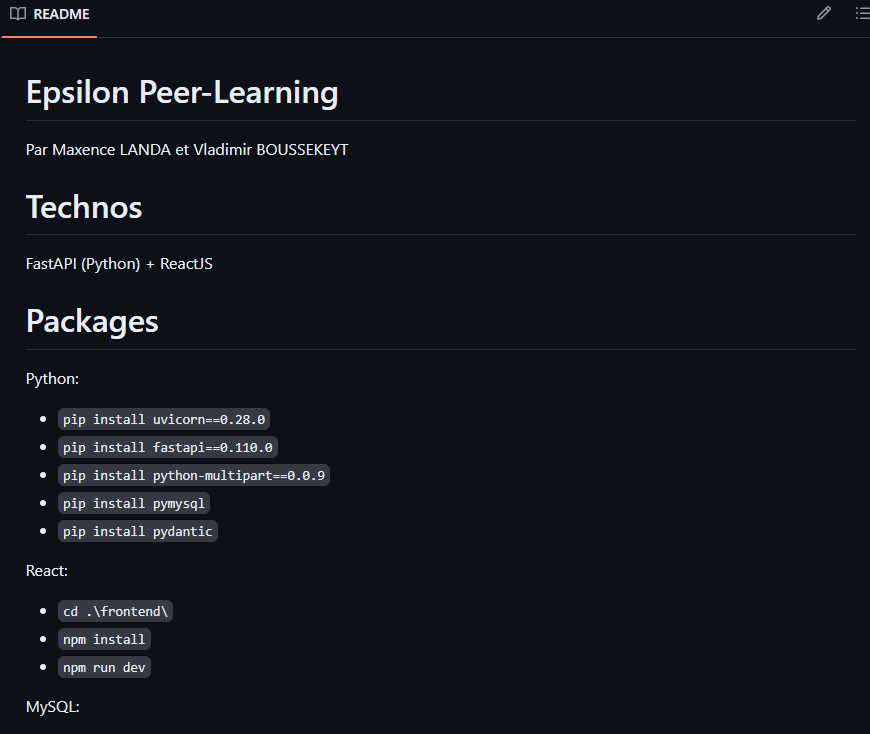 README
Epsilon Peer-Learning
Par Maxence LANDA et Vladimir BOUSSEKEYT
Technos
FastAPI (Python) + ReactJS
Packages
Python:
pip install uvicorn==0.28.0
pip install fastapi==0.110.0
pip install python-multipart==0.0.9
pip install pymysql
pip install pydantic
React:
cd .\frontend\
npm install
npm run dev
MySQL: